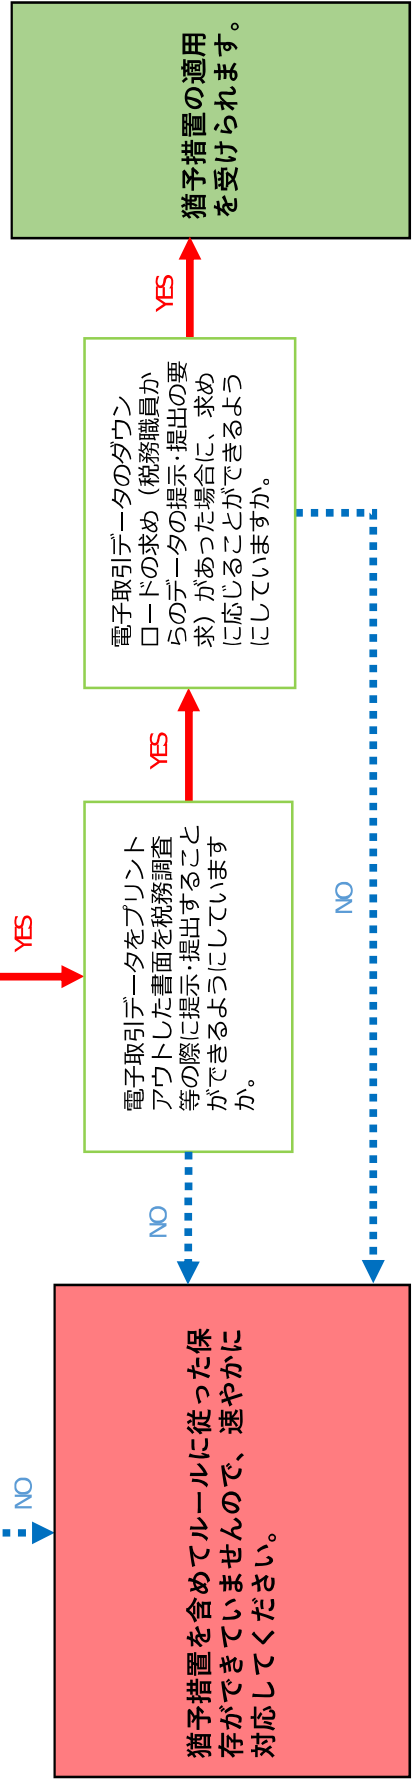 YES
NO
猶予措置を含めてルールに従った保
存ができていませんので、速やかに
対応してください。
NO
電子取引データをプリント
アウトした書面を税務調査
等の際に提示･提出すること
ができるようにしています
か。
YES
電子取引データのダウン
ロードの求め（税務職員か
らのデータの提示･提出の要
求）があった場合に、求め
に応じることができるよう
にしていますか。
YES
NO
猶予措置の適用
を受けられます。